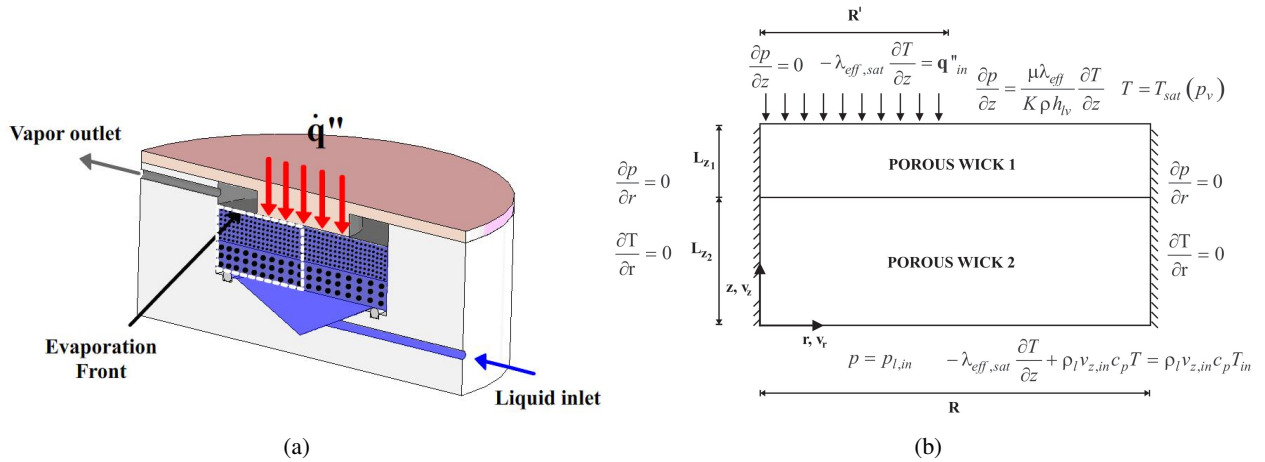 q̇"
Vapor outlet
Evaporation
Front
Liquid inlet
(a)
R'
∂p/∂z = 0   −λ_eff,sat ∂T/∂z = q"_in
∂p/∂z = μλ_eff/(Kρh_lv) ∂T/∂z   T = T_sat(p_v)
L_z1
POROUS WICK 1
∂p/∂r = 0
∂p/∂r = 0
L_z2
∂T/∂r = 0
∂T/∂r = 0
POROUS WICK 2
z, v_z
r, v_r
p = p_l,in   −λ_eff,sat ∂T/∂z + ρ_l v_z,in c_p T = ρ_l v_z,in c_p T_in
R
(b)